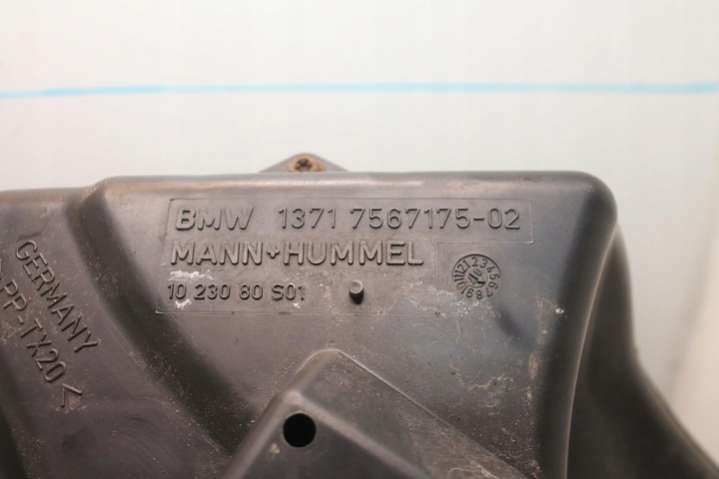 BMW 1371 7567175-02
MANN+HUMMEL
10 230 80 S01
GERMANY
PP-TX20<